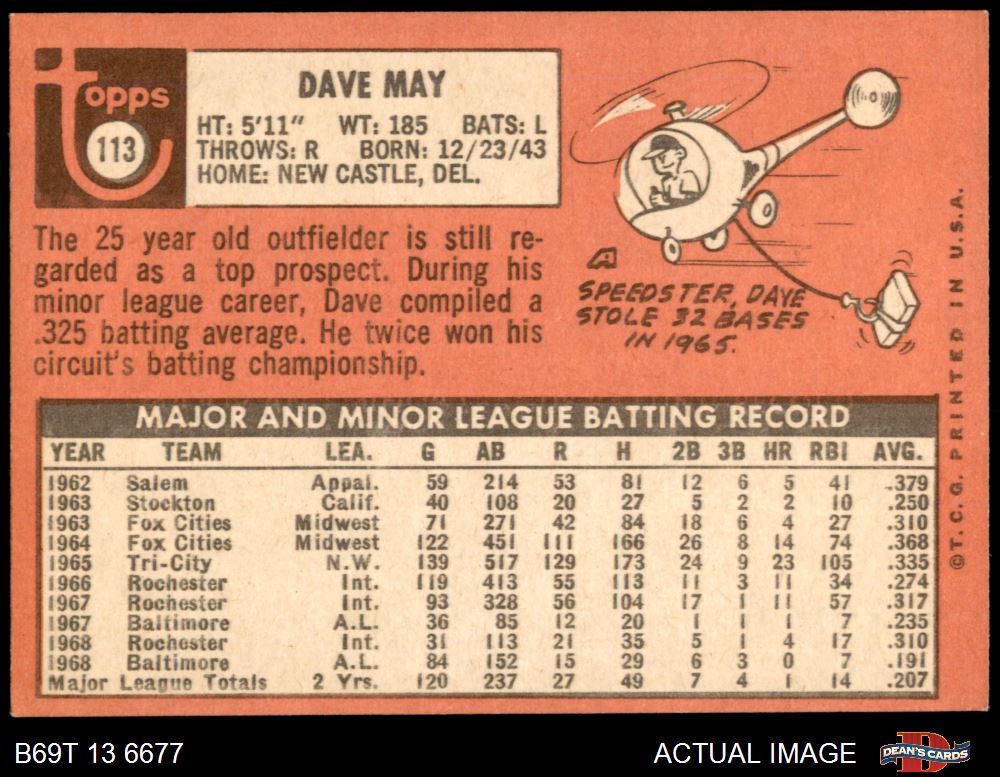 Topps
113
DAVE MAY
HT: 5'11" WT: 185 BATS: L
THROWS: R BORN: 12/23/43
HOME: NEW CASTLE, DEL.
The 25 year old outfielder is still re-
garded as a top prospect. During his
minor league career, Dave compiled a
.325 batting average. He twice won his
circuit's batting championship.
A
SPEEDSTER, DAVE
STOLE 32 BASES
IN 1965.
MAJOR AND MINOR LEAGUE BATTING RECORD
YEAR TEAM LEA. G AB R H 2B 3B HR RBI AVG.
1962 Salem Appal. 59 214 53 81 12 6 5 41 .379
1963 Stockton Calif. 40 108 20 27 5 2 2 10 .250
1963 Fox Cities Midwest 71 271 42 84 18 6 4 27 .310
1964 Fox Cities Midwest 122 451 111 166 26 8 14 74 .368
1965 Tri-City N.W. 139 517 129 173 24 9 23 105 .335
1966 Rochester Int. 119 413 55 113 11 3 11 34 .274
1967 Rochester Int. 93 328 56 104 17 1 11 57 .317
1967 Baltimore A.L. 36 85 12 20 1 1 1 7 .235
1968 Rochester Int. 31 113 21 35 5 1 4 17 .310
1968 Baltimore A.L. 84 152 15 29 6 3 0 7 .191
Major League Totals 2 Yrs. 120 237 27 49 7 4 1 14 .207
©T.C.G. PRINTED IN U.S.A.
B69T 13 6677
ACTUAL IMAGE
D
DEAN'S CARDS